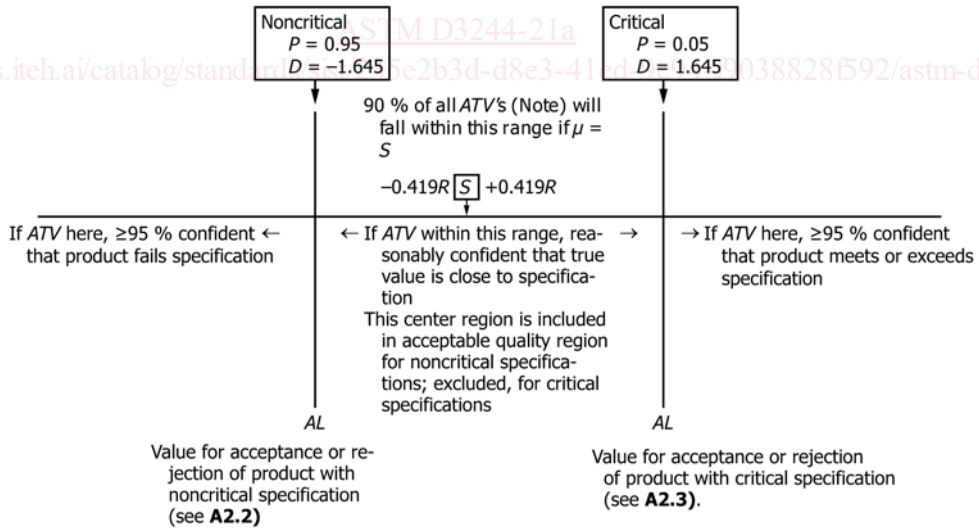 Noncritical
P = 0.95
D = −1.645
Critical
P = 0.05
D = 1.645
ASTM D3244-21a
90 % of all ATV's (Note) will
fall within this range if μ =
S
−0.419R S +0.419R
If ATV here, ≥95 % confident ←
that product fails specification
← If ATV within this range, rea- →
sonably confident that true
value is close to specifica-
tion
This center region is included
in acceptable quality region
for noncritical specifica-
tions; excluded, for critical
specifications
→ If ATV here, ≥95 % confident
that product meets or exceeds
specification
AL
Value for acceptance or re-
jection of product with
noncritical specification
(see A2.2)
AL
Value for acceptance or rejection
of product with critical specification
(see A2.3).